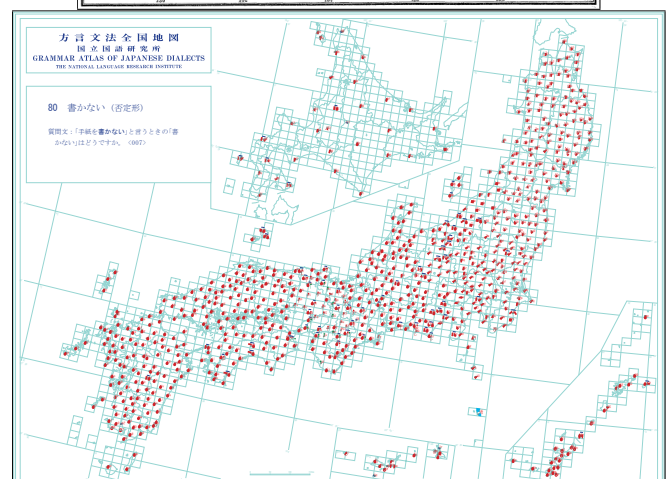 方言文法全国地図
国立国語研究所
GRAMMAR ATLAS OF JAPANESE DIALECTS
THE NATIONAL LANGUAGE RESEARCH INSTITUTE
80 書かない（否定形）
質問文：「手紙を書かない」と言うときの「書
かない」はどうですか。〈007〉